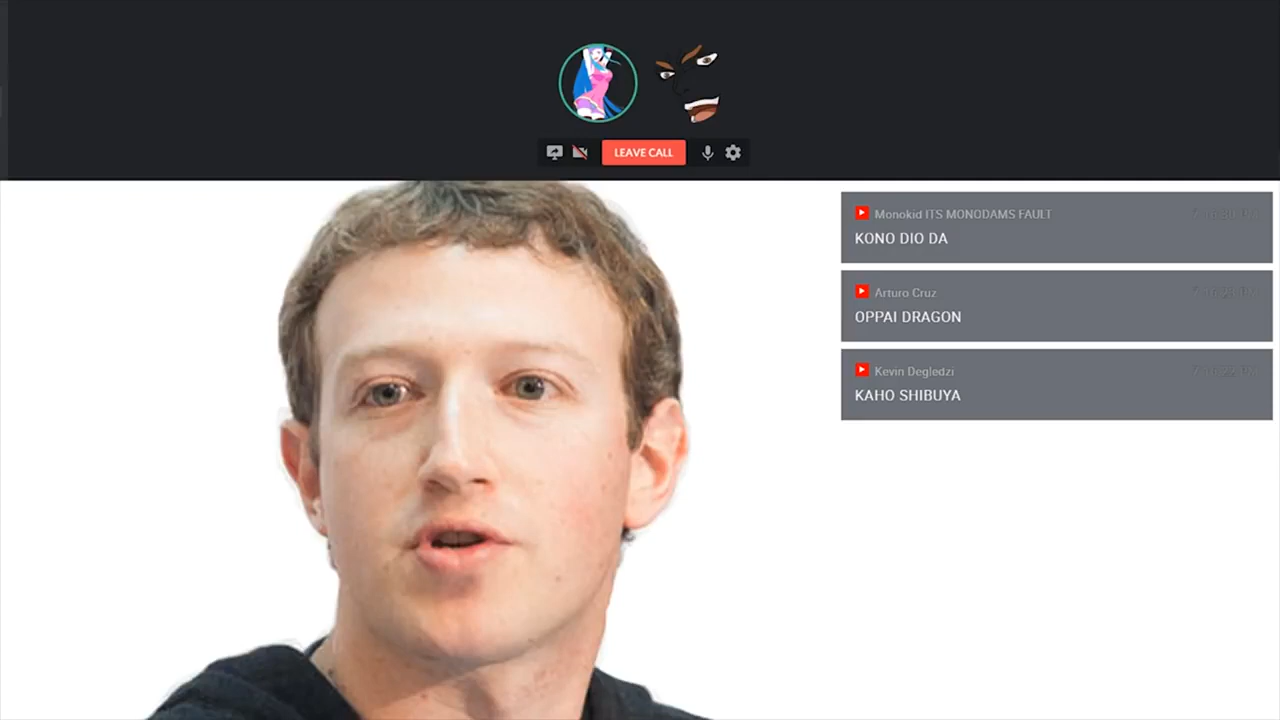 LEAVE CALL
Monokid ITS MONODAMS FAULT
KONO DIO DA
Arturo Cruz
OPPAI DRAGON
Kevin Degledzi
KAHO SHIBUYA